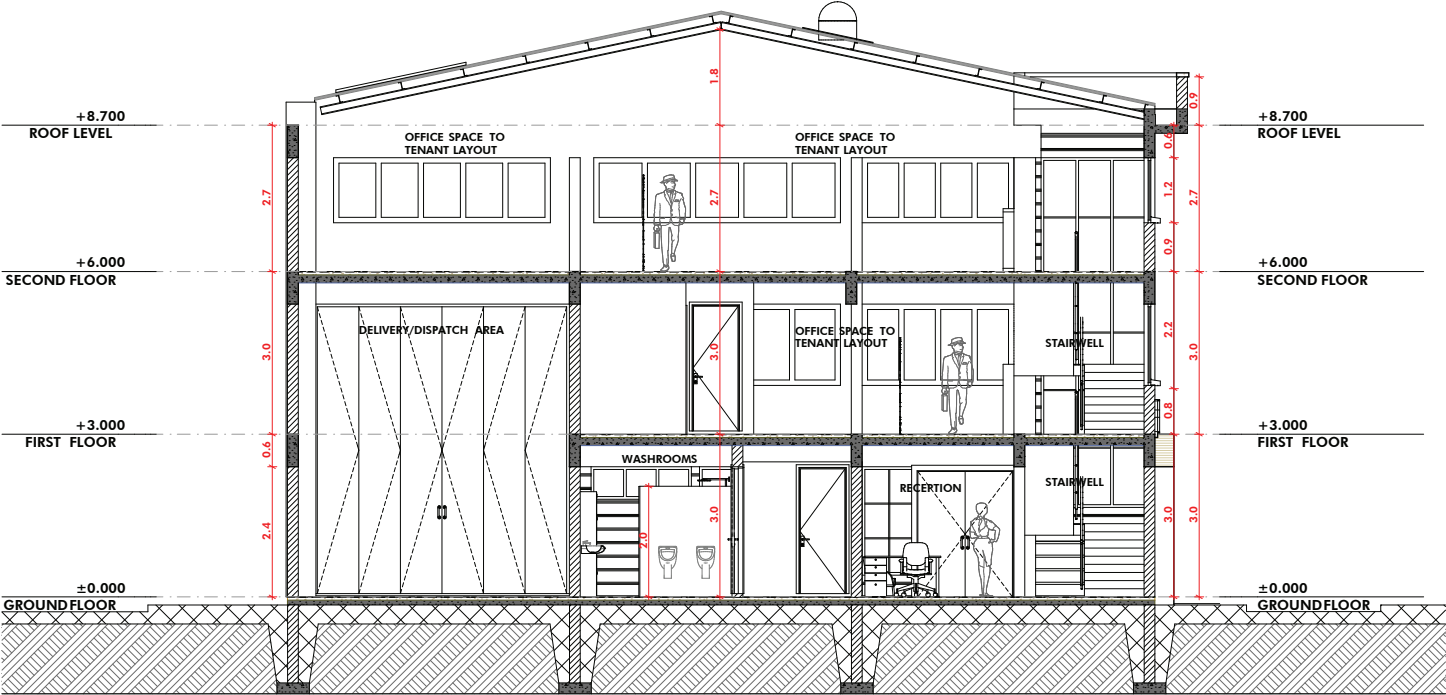 1.8
0.9
+8.700
ROOF LEVEL
+8.700
ROOF LEVEL
OFFICE SPACE TO
TENANT LAYOUT
OFFICE SPACE TO
TENANT LAYOUT
0.6
2.7
2.7
1.2
2.7
0.9
+6.000
SECOND FLOOR
+6.000
SECOND FLOOR
DELIVERY/DISPATCH AREA
OFFICE SPACE TO
TENANT LAYOUT
STAIRWELL
3.0
3.0
2.2
3.0
0.8
+3.000
FIRST FLOOR
+3.000
FIRST FLOOR
0.6
WASHROOMS
RECEPTION
STAIRWELL
2.4
2.0
3.0
3.0
3.0
±0.000
GROUND FLOOR
±0.000
GROUND FLOOR